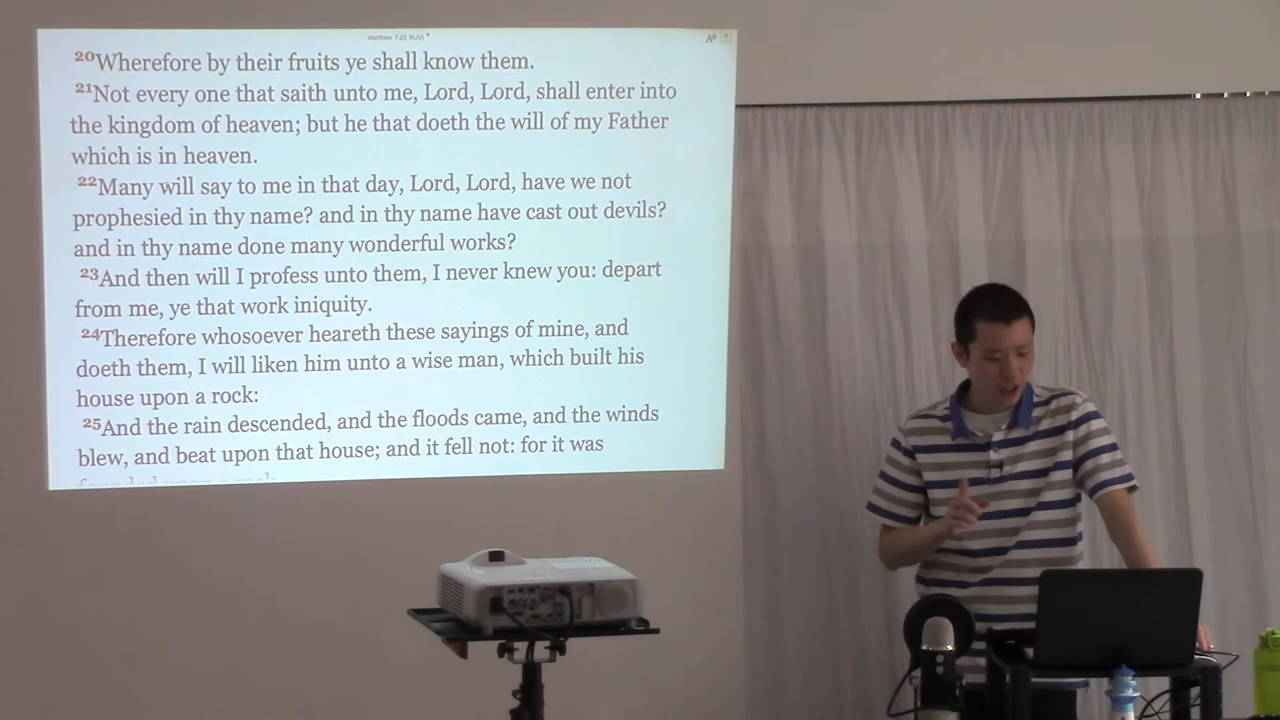 Matthew 7:20 (KJV)
20Wherefore by their fruits ye shall know them.
21Not every one that saith unto me, Lord, Lord, shall enter into
the kingdom of heaven; but he that doeth the will of my Father
which is in heaven.
22Many will say to me in that day, Lord, Lord, have we not
prophesied in thy name? and in thy name have cast out devils?
and in thy name done many wonderful works?
23And then will I profess unto them, I never knew you: depart
from me, ye that work iniquity.
24Therefore whosoever heareth these sayings of mine, and
doeth them, I will liken him unto a wise man, which built his
house upon a rock:
25And the rain descended, and the floods came, and the winds
blew, and beat upon that house; and it fell not: for it was